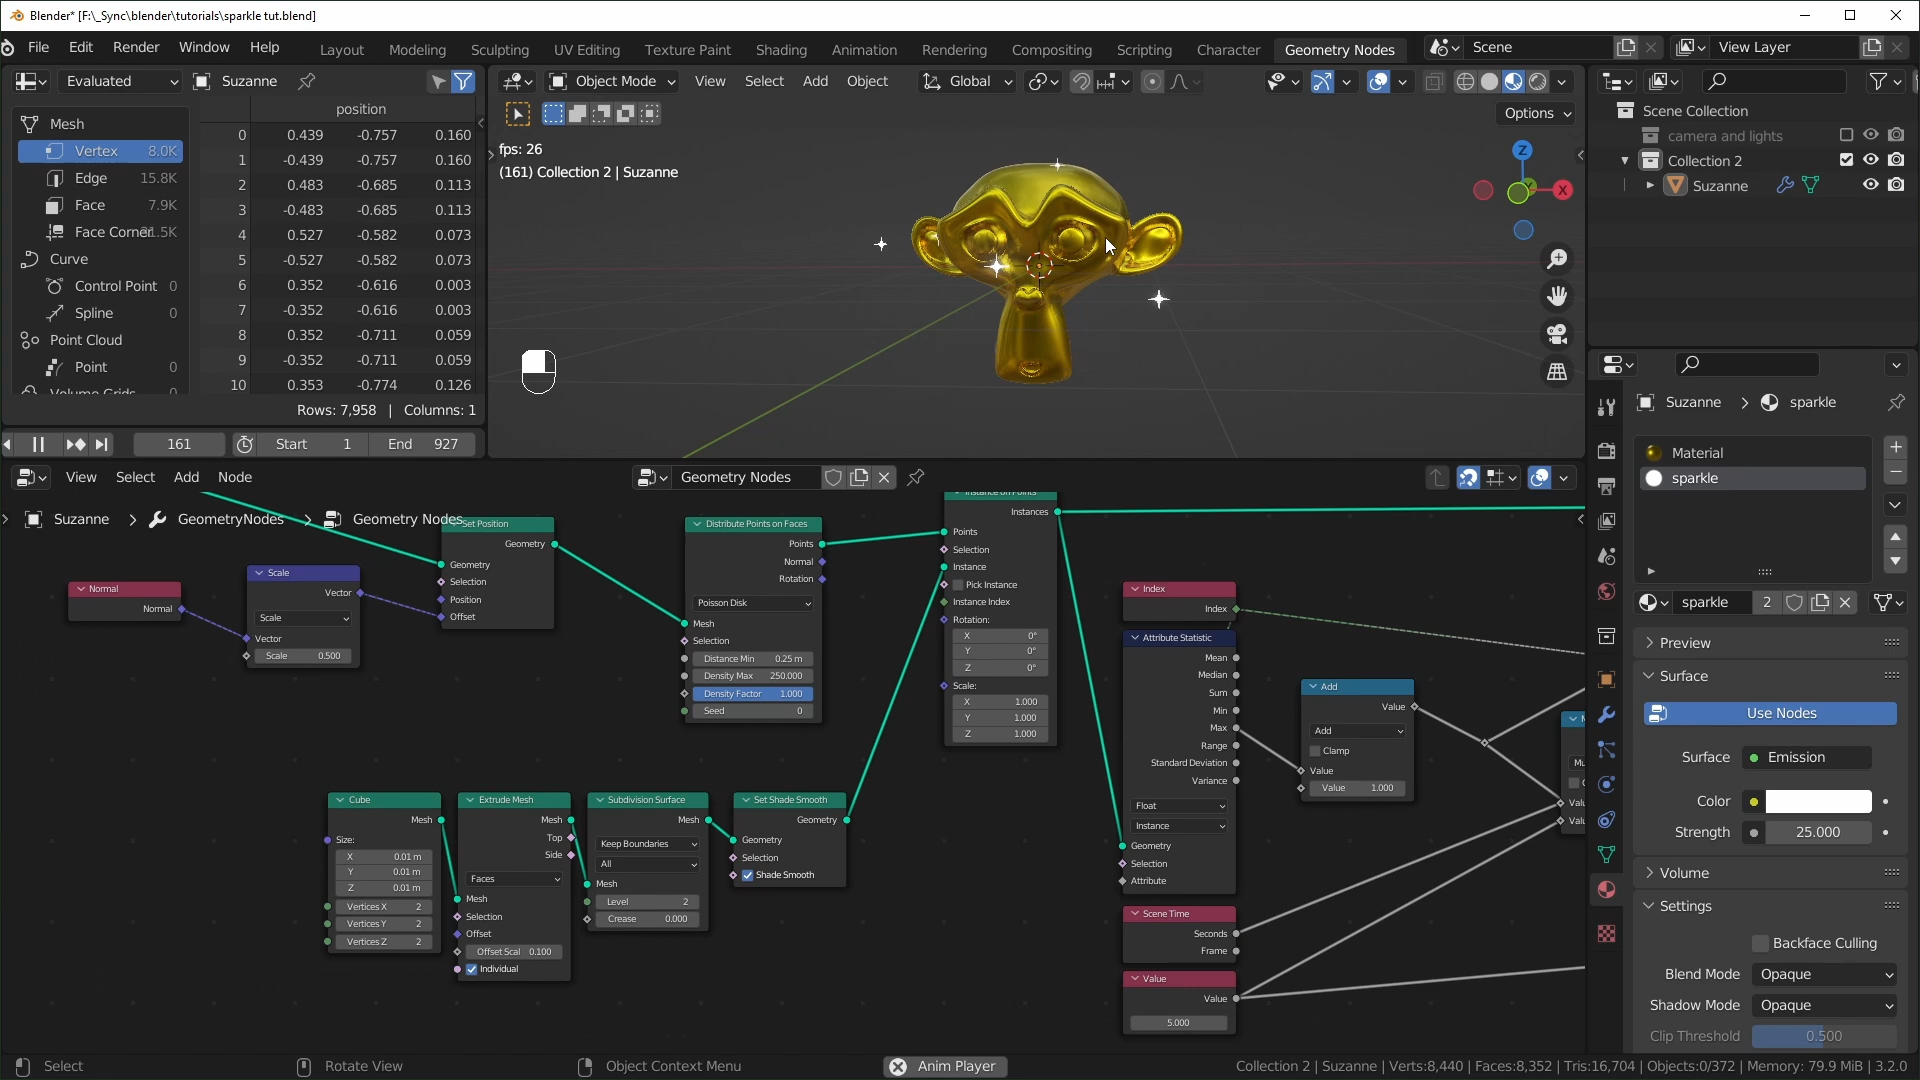 Blender* [F:\_Sync\blender\tutorials\sparkle tut.blend]
File Edit Render Window Help
Layout Modeling Sculpting UV Editing Texture Paint Shading Animation Rendering Compositing Scripting Character Geometry Nodes
Scene
View Layer
Evaluated
Suzanne
Mesh
Vertex 8.0K
Edge 15.8K
Face 7.9K
Face Corner
Curve
Control Point 0
Spline 0
Point Cloud
Point 0
Volume Grids 0
position
0 0.439 -0.757 0.160
1 -0.439 -0.757 0.160
2 0.483 -0.685 0.113
3 -0.483 -0.685 0.113
4 0.527 -0.582 0.073
5 -0.527 -0.582 0.073
6 0.352 -0.616 0.003
7 -0.352 -0.616 0.003
8 0.352 -0.711 0.059
9 -0.352 -0.711 0.059
10 0.353 -0.774 0.126
Rows: 7,958 | Columns: 1
161 Start 1 End 927
Object Mode View Select Add Object Global
Options
fps: 26
(161) Collection 2 | Suzanne
Z
X
Y
Scene Collection
camera and lights
Collection 2
Suzanne
View Select Add Node
Geometry Nodes
Suzanne > GeometryNodes > Geometry Nodes
Normal
Normal
Scale
Vector
Scale
Vector
Scale 0.500
Set Position
Geometry
Geometry
Selection
Position
Offset
Distribute Points on Faces
Points
Normal
Rotation
Poisson Disk
Mesh
Selection
Distance Min 0.25 m
Density Max 250.000
Density Factor 1.000
Seed 0
Instance on Points
Instances
Points
Selection
Instance
Pick Instance
Instance Index
Rotation:
X 0°
Y 0°
Z 0°
Scale:
X 1.000
Y 1.000
Z 1.000
Cube
Mesh
Size:
X 0.01 m
Y 0.01 m
Z 0.01 m
Vertices X 2
Vertices Y 2
Vertices Z 2
Extrude Mesh
Mesh
Top
Side
Faces
Mesh
Selection
Offset
Offset Scal 0.100
Individual
Subdivision Surface
Mesh
Keep Boundaries
All
Mesh
Level 2
Crease 0.000
Set Shade Smooth
Geometry
Geometry
Selection
Shade Smooth
Index
Index
Attribute Statistic
Mean
Median
Sum
Min
Max
Range
Standard Deviation
Variance
Float
Instance
Geometry
Selection
Attribute
Scene Time
Seconds
Frame
Value
Value
5.000
Add
Value
Add
Clamp
Value
Value 1.000
Suzanne > sparkle
Material
sparkle
sparkle 2
Preview
Surface
Use Nodes
Surface Emission
Color
Strength 25.000
Volume
Settings
Backface Culling
Blend Mode Opaque
Shadow Mode Opaque
Clip Threshold 0.500
Select
Rotate View
Object Context Menu
Anim Player
Collection 2 | Suzanne | Verts:8,440 | Faces:8,352 | Tris:16,704 | Objects:0/372 | Memory: 79.9 MiB | 3.2.0